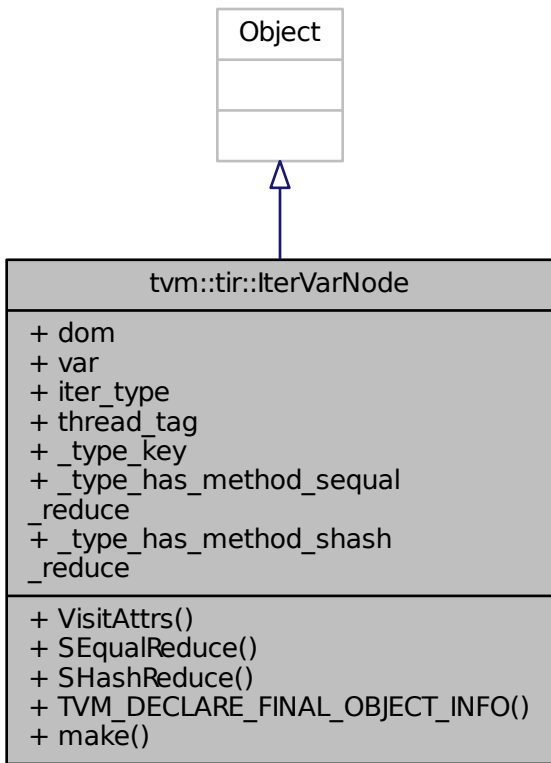 Object
tvm::tir::IterVarNode
+ dom
+ var
+ iter_type
+ thread_tag
+ _type_key
+ _type_has_method_sequal
_reduce
+ _type_has_method_shash
_reduce
+ VisitAttrs()
+ SEqualReduce()
+ SHashReduce()
+ TVM_DECLARE_FINAL_OBJECT_INFO()
+ make()